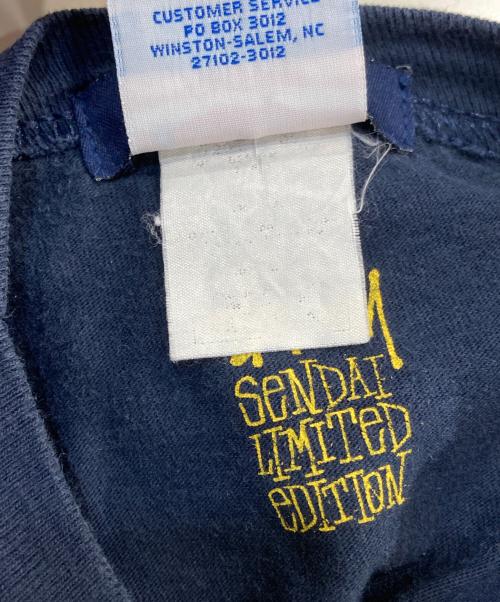 CUSTOMER SERVICE
PO BOX 3012
WINSTON-SALEM, NC
27102-3012
SENDAI
LIMITED
EDITION